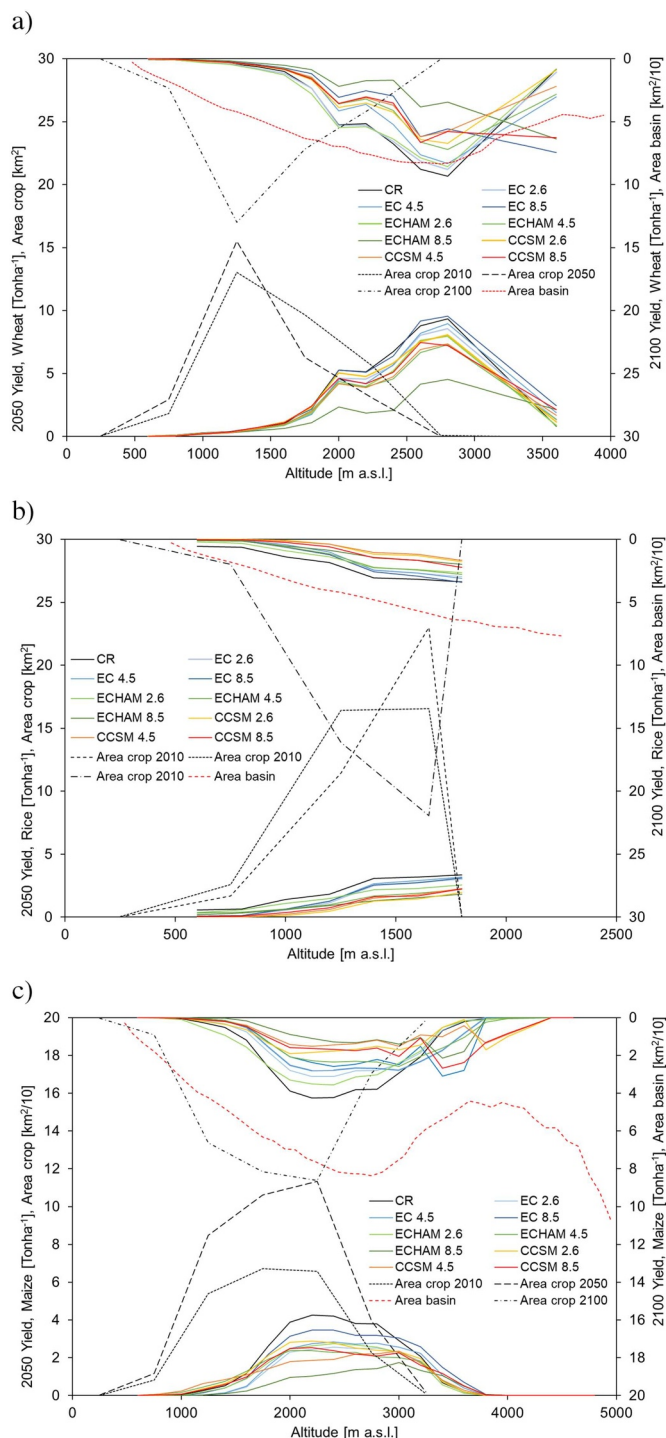 a)
30 0
25 5
20 10
15 15
10 20
5 25
0 30
0 500 1000 1500 2000 2500 3000 3500 4000
Altitude [m a.s.l.]
2050 Yield, Wheat [Tonha⁻¹], Area crop [km²]
2100 Yield, Wheat [Tonha⁻¹], Area basin [km²/10]
CR EC 2.6
EC 4.5 EC 8.5
ECHAM 2.6 ECHAM 4.5
ECHAM 8.5 CCSM 2.6
CCSM 4.5 CCSM 8.5
Area crop 2010 Area crop 2050
Area crop 2100 Area basin
b)
30 0
25 5
20 10
15 15
10 20
5 25
0 30
0 500 1000 1500 2000 2500
Altitude [m a.s.l.]
2050 Yield, Rice [Tonha⁻¹], Area crop [km²]
2100 Yield, Rice [Tonha⁻¹], Area basin [km²/10]
CR EC 2.6
EC 4.5 EC 8.5
ECHAM 2.6 ECHAM 4.5
ECHAM 8.5 CCSM 2.6
CCSM 4.5 CCSM 8.5
Area crop 2010 Area crop 2010
Area crop 2010 Area basin
c)
20 0
18 2
16 4
14 6
12 8
10 10
8 12
6 14
4 16
2 18
0 20
0 1000 2000 3000 4000 5000
Altitude [m a.s.l.]
2050 Yield, Maize [Tonha⁻¹], Area crop [km²/10]
2100 Yield, Maize [Tonha⁻¹], Area basin [km²/10]
CR EC 2.6
EC 4.5 EC 8.5
ECHAM 2.6 ECHAM 4.5
ECHAM 8.5 CCSM 2.6
CCSM 4.5 CCSM 8.5
Area crop 2010 Area crop 2050
Area basin Area crop 2100